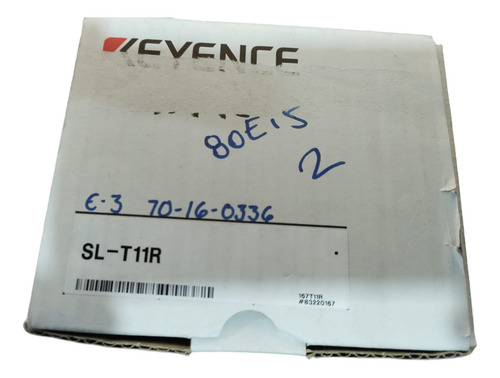 KEYENCE
80E15
2
E-3 70-16-0336
SL-T11R
167T11R
#83220167